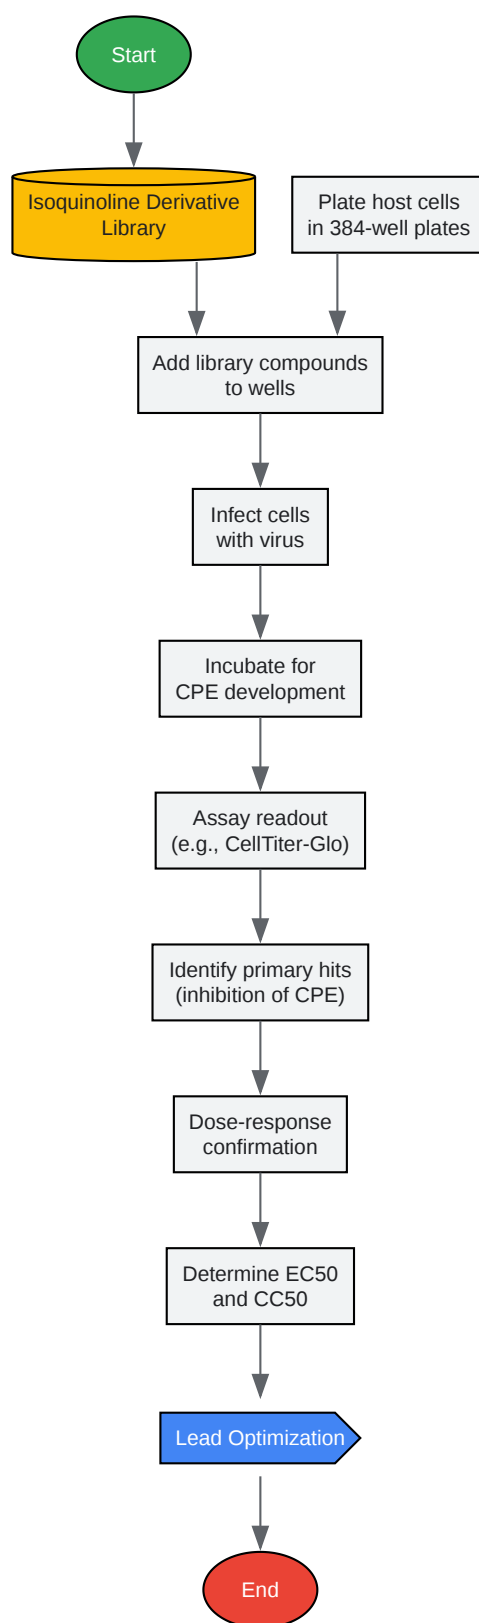 Start
Isoquinoline Derivative
Library
Plate host cells
in 384-well plates
Add library compounds
to wells
Infect cells
with virus
Incubate for
CPE development
Assay readout
(e.g., CellTiter-Glo)
Identify primary hits
(inhibition of CPE)
Dose-response
confirmation
Determine EC50
and CC50
Lead Optimization
End